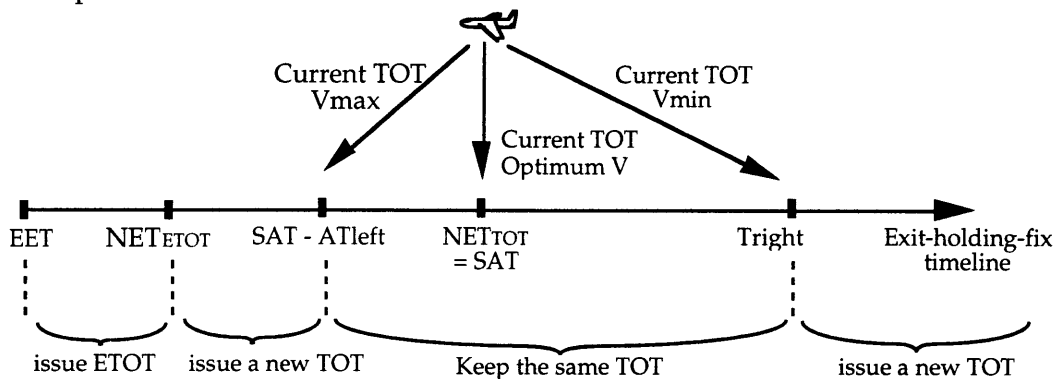 Current TOT
Vmax
Current TOT
Vmin
Current TOT
Optimum V
EET
NETETOT
SAT - ATleft
NETTOT
= SAT
Tright
Exit-holding-fix
timeline
issue ETOT
issue a new TOT
Keep the same TOT
issue a new TOT